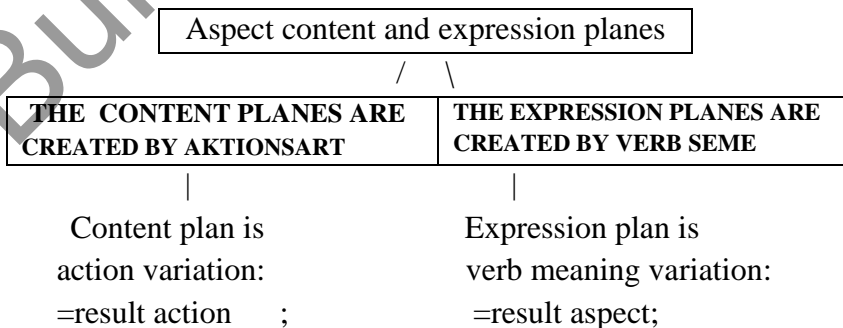 Aspect content and expression planes
/ \
THE CONTENT PLANES ARE
CREATED BY AKTIONSART
THE EXPRESSION PLANES ARE
CREATED BY VERB SEME
| |
Content plan is
action variation:
=result action ;
Expression plan is
verb meaning variation:
=result aspect;